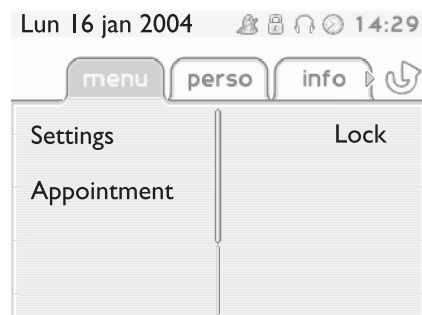 Lun 16 jan 2004 14:29
menu perso info
Settings Lock
Appointment